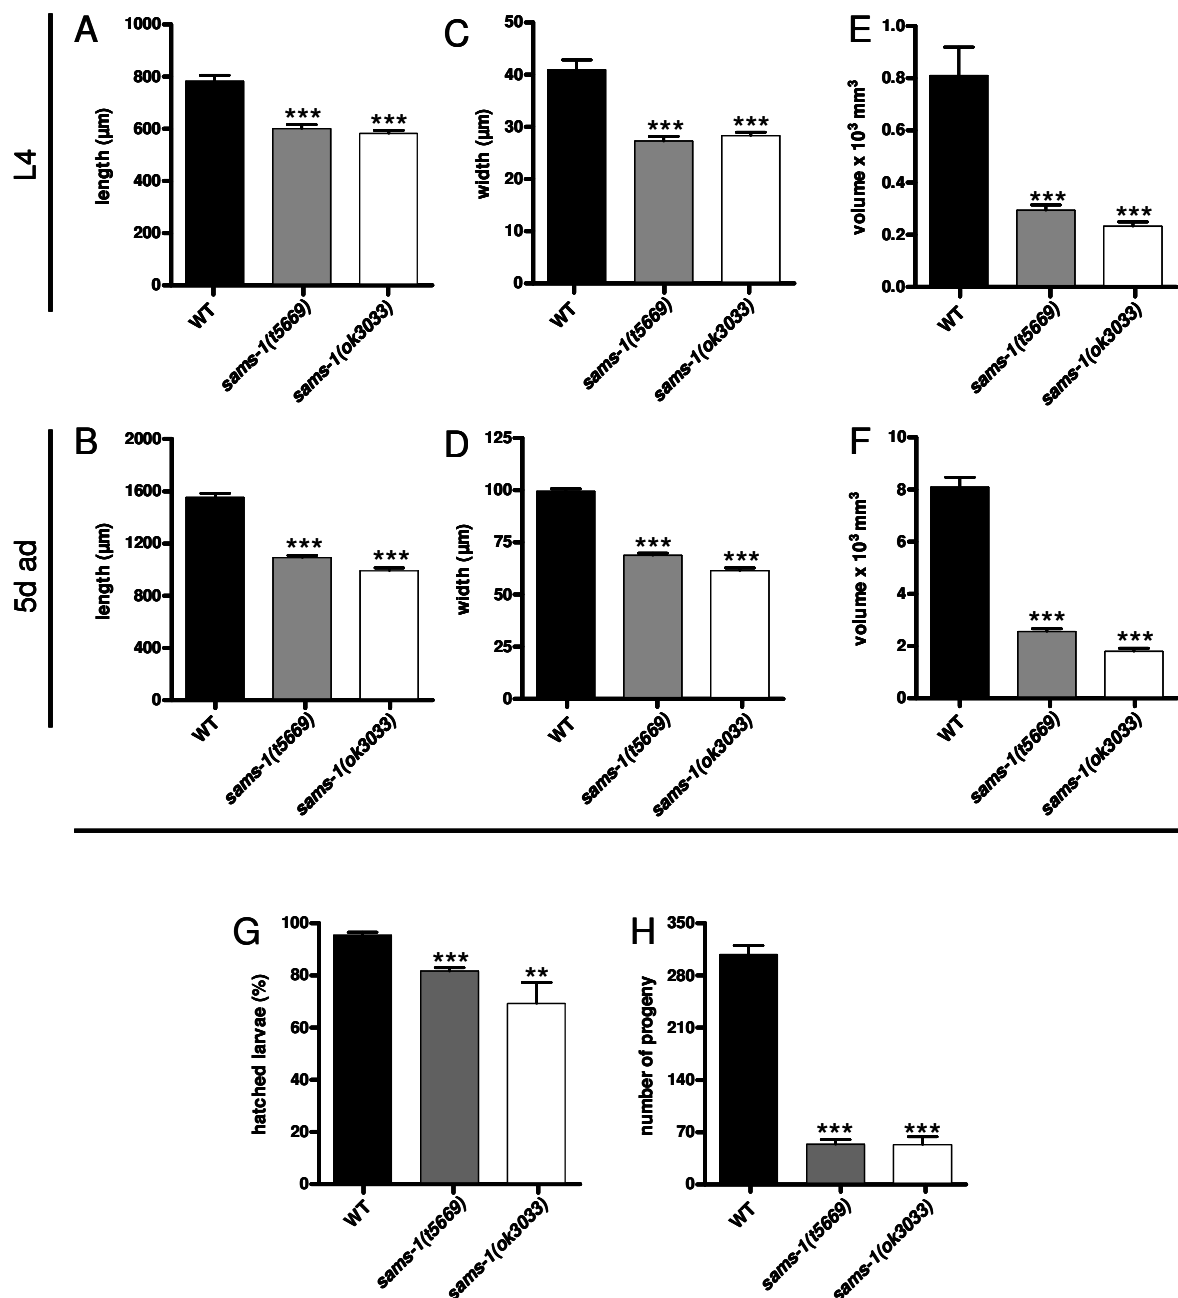 L4
A
length (µm)
1000
800
600
400
200
0
***
***
WT
sams-1(t5669)
sams-1(ok3033)
C
width (µm)
50
40
30
20
10
0
***
***
WT
sams-1(t5669)
sams-1(ok3033)
E
volume x 10³ mm³
1.0
0.8
0.6
0.4
0.2
0.0
***
***
WT
sams-1(t5669)
sams-1(ok3033)
5d ad
B
length (µm)
2000
1600
1200
800
400
0
***
***
WT
sams-1(t5669)
sams-1(ok3033)
D
width (µm)
125
100
75
50
25
0
***
***
WT
sams-1(t5669)
sams-1(ok3033)
F
volume x 10³ mm³
10
8
6
4
2
0
***
***
WT
sams-1(t5669)
sams-1(ok3033)
G
hatched larvae (%)
100
80
60
40
20
0
***
**
WT
sams-1(t5669)
sams-1(ok3033)
H
number of progeny
350
280
210
140
70
0
***
***
WT
sams-1(t5669)
sams-1(ok3033)